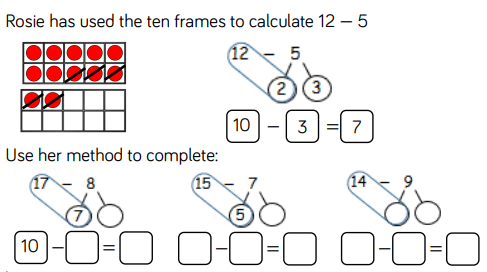 Rosie has used the ten frames to calculate 12 – 5
12 – 5
2 3
10 – 3 = 7
Use her method to complete:
17 – 8 15 – 7 14 – 9
7 5
10 – = – = – =